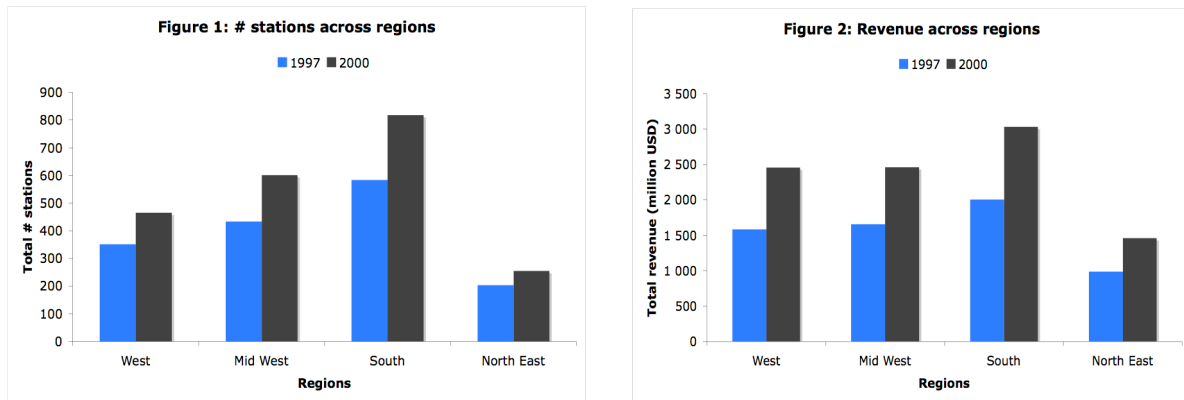 Figure 1: # stations across regions
1997 2000
Total # stations
900
800
700
600
500
400
300
200
100
0
West Mid West South North East
Regions
Figure 2: Revenue across regions
1997 2000
Total revenue (million USD)
3 500
3 000
2 500
2 000
1 500
1 000
500
0
West Mid West South North East
Regions